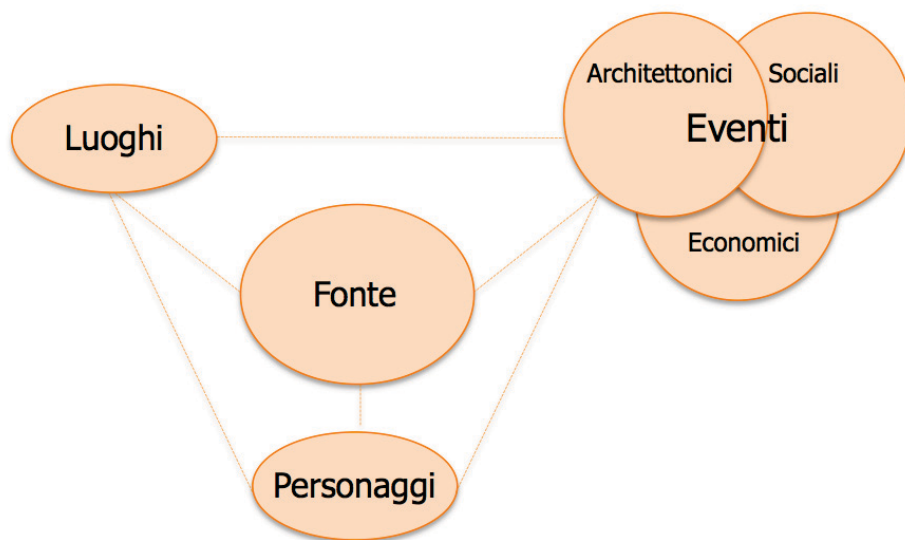 Architettonici
Sociali
Luoghi
Eventi
Economici
Fonte
Personaggi